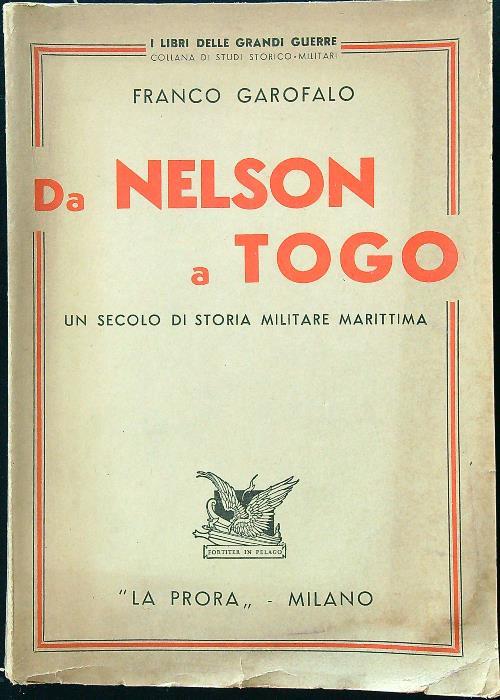 I LIBRI DELLE GRANDI GUERRE
COLLANA DI STUDI STORICO-MILITARI
FRANCO GAROFALO
Da NELSON
a TOGO
UN SECOLO DI STORIA MILITARE MARITTIMA
FORTITER IN PELAGO
"LA PRORA„ - MILANO